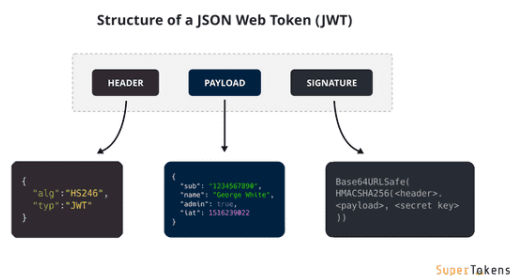 Structure of a JSON Web Token (JWT)
HEADER
PAYLOAD
SIGNATURE
{
"alg":"HS246",
"typ":"JWT"
}
{
"sub": "1234567890",
"name": "George White",
"admin": true,
"iat": 1516239022
}
Base64URLSafe(
HMACSHA256(<header>.
<payload>, <secret key>
))
SuperTokens